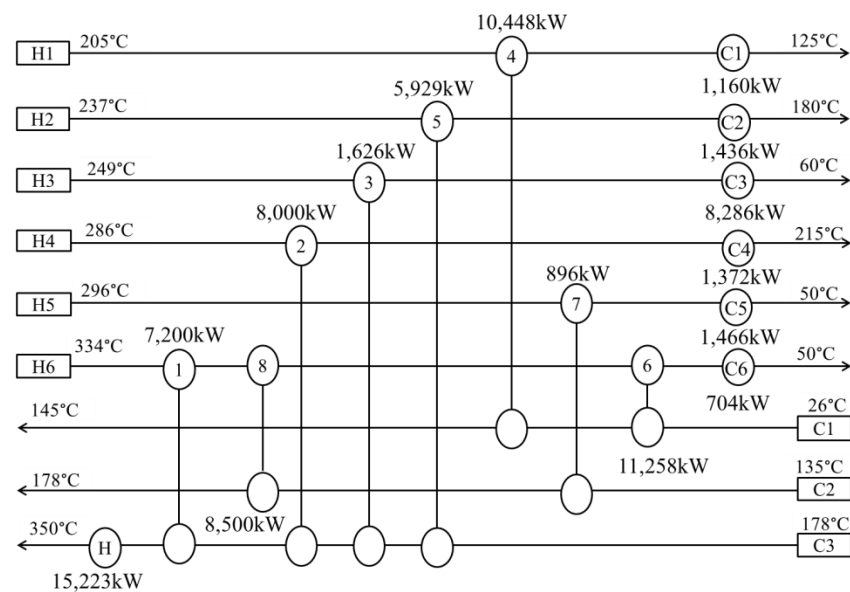 10,448kW
H1 205°C 4 C1 125°C
5,929kW 1,160kW
H2 237°C 5 C2 180°C
1,626kW 1,436kW
H3 249°C 3 C3 60°C
8,000kW 8,286kW
H4 286°C 2 C4 215°C
896kW 1,372kW
H5 296°C 7 C5 50°C
7,200kW 1,466kW
H6 334°C 1 8 6 C6 50°C
704kW
145°C 26°C C1
11,258kW
178°C 135°C C2
8,500kW
350°C H 178°C C3
15,223kW